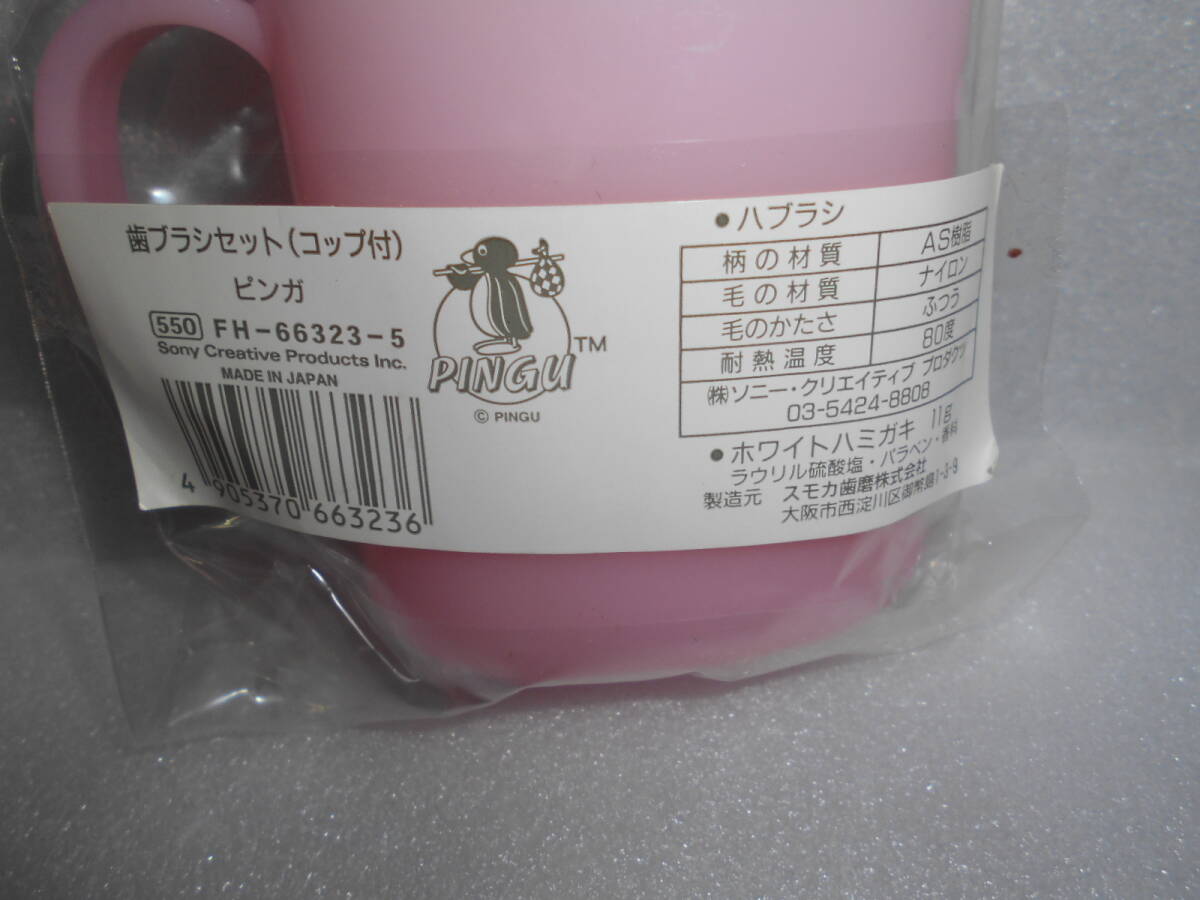 歯ブラシセット(コップ付)
ピンガ
550 FH-66323-5
Sony Creative Products Inc.
MADE IN JAPAN
4 905370 663236
PINGU TM
© PINGU
●ハブラシ
柄の材質 AS樹脂
毛の材質 ナイロン
毛のかたさ ふつう
耐熱温度 80度
㈱ソニー・クリエイティブ プロダクツ
03-5424-8808
●ホワイトハミガキ 11g
ラウリル硫酸塩・パラベン・香料
製造元 スモカ歯磨株式会社
大阪市西淀川区御幣島1-3-9